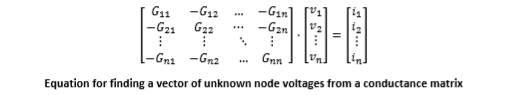 [ G₁₁ −G₁₂ … −G₁ₙ ] [ v₁ ] [ i₁ ]
[ −G₂₁ G₂₂ ⋯ −G₂ₙ ] · [ v₂ ] = [ i₂ ]
[ ⋮ ⋮ ⋱ ⋮ ] [ ⋮ ] [ ⋮ ]
[ −Gₙ₁ −Gₙ₂ … Gₙₙ ] [ vₙ ] [ iₙ ]
Equation for finding a vector of unknown node voltages from a conductance matrix